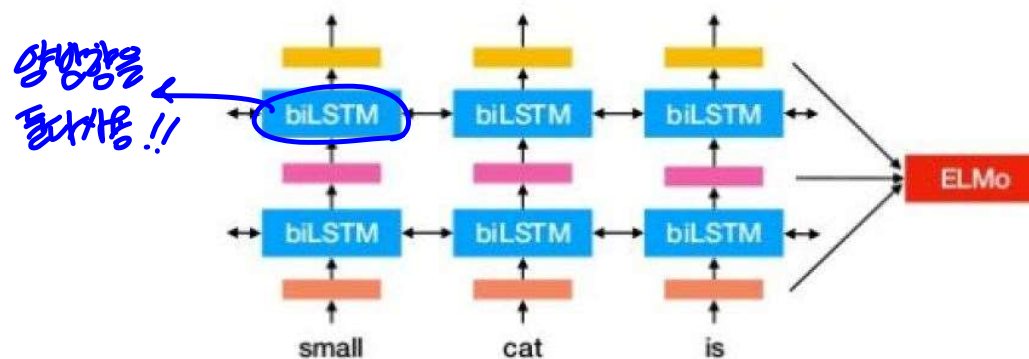 양방향을
둘다사용!!
biLSTM biLSTM biLSTM
ELMo
biLSTM biLSTM biLSTM
small cat is